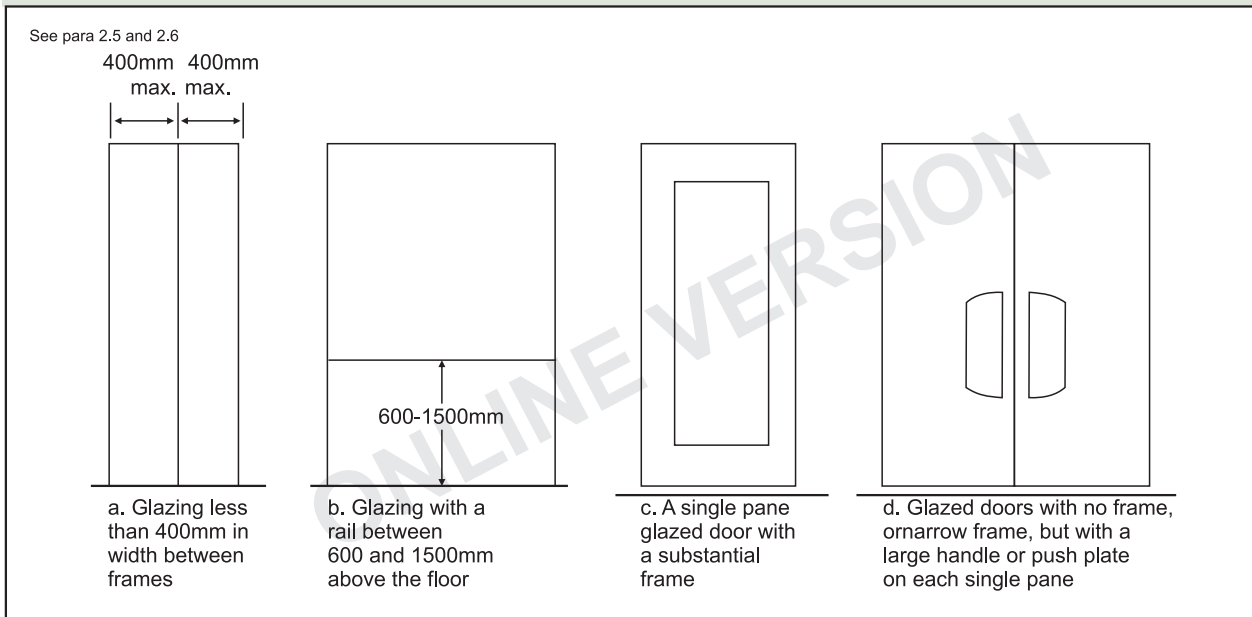 See para 2.5 and 2.6
400mm 400mm
max. max.
600-1500mm
a. Glazing less
than 400mm in
width between
frames
b. Glazing with a
rail between
600 and 1500mm
above the floor
c. A single pane
glazed door with
a substantial
frame
d. Glazed doors with no frame,
ornarrow frame, but with a
large handle or push plate
on each single pane
ONLINE VERSION